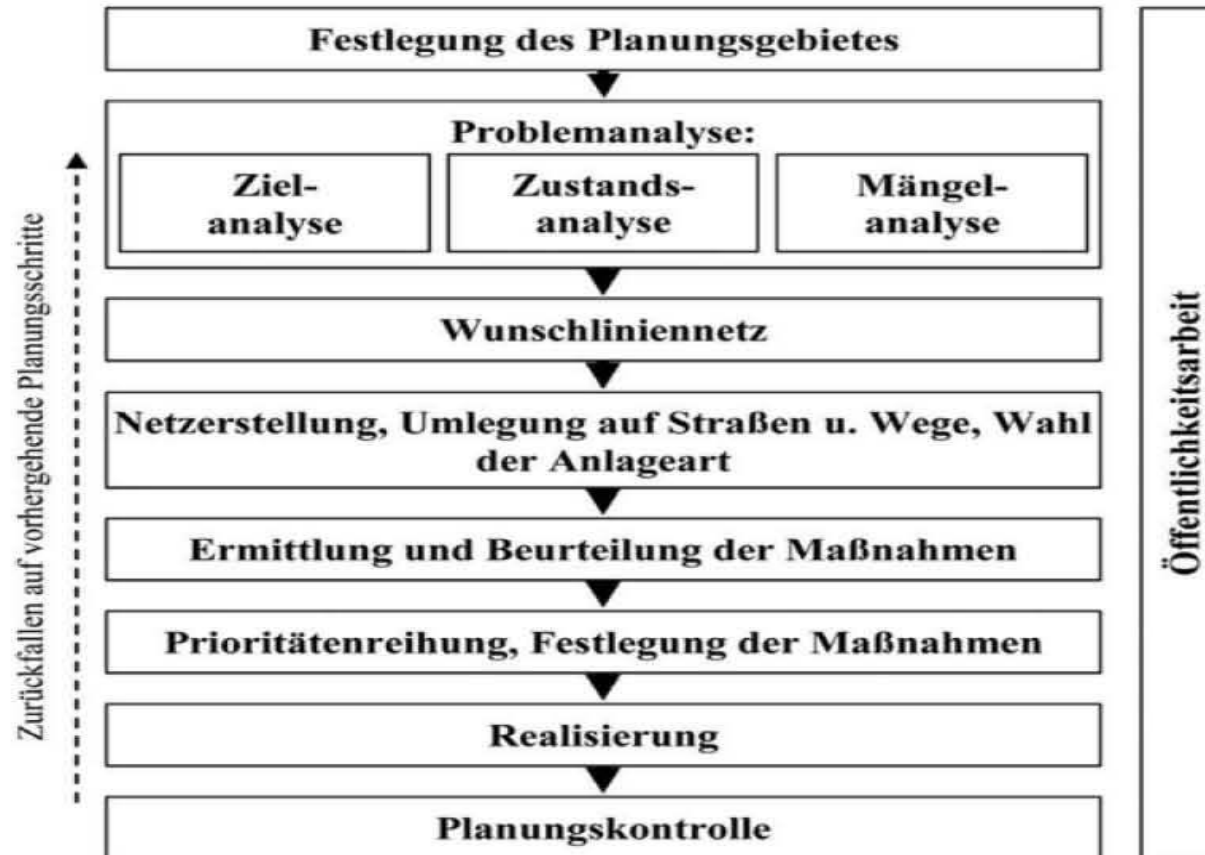 Festlegung des Planungsgebietes
Problemanalyse:
Ziel-
analyse
Zustands-
analyse
Mängel-
analyse
Wunschliniennetz
Netzerstellung, Umlegung auf Straßen u. Wege, Wahl
der Anlageart
Ermittlung und Beurteilung der Maßnahmen
Prioritätenreihung, Festlegung der Maßnahmen
Realisierung
Planungskontrolle
Zurückfallen auf vorhergehende Planungsschritte
Öffentlichkeitsarbeit